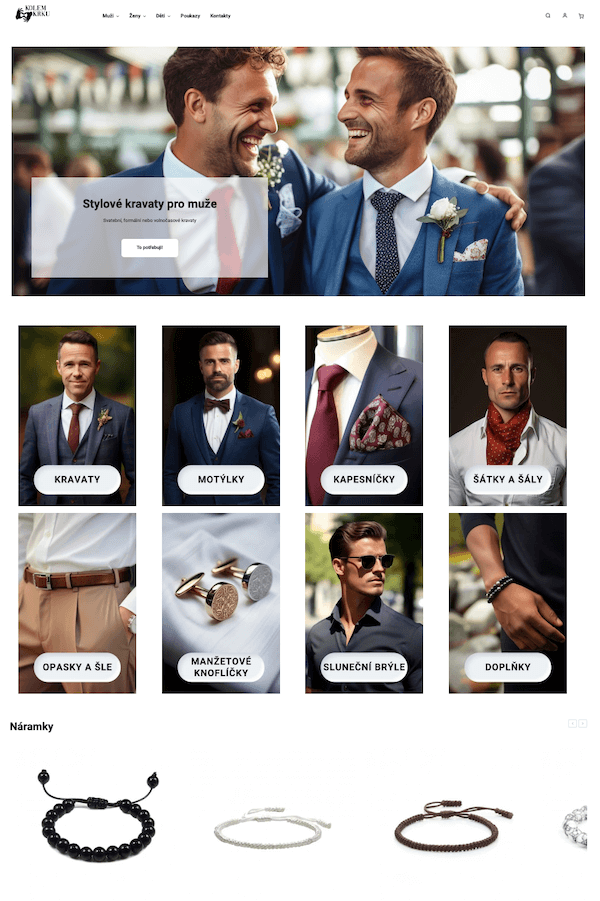 KOLEM
KRKU
Muži Ženy Děti Poukazy Kontakty
Stylové kravaty pro muže
Svatební, formální nebo volnočasové kravaty
To potřebuji!
KRAVATY
MOTÝLKY
KAPESNÍČKY
ŠÁTKY A ŠÁLY
OPASKY A ŠLE
MANŽETOVÉ
KNOFLÍČKY
SLUNEČNÍ BRÝLE
DOPLŇKY
Náramky